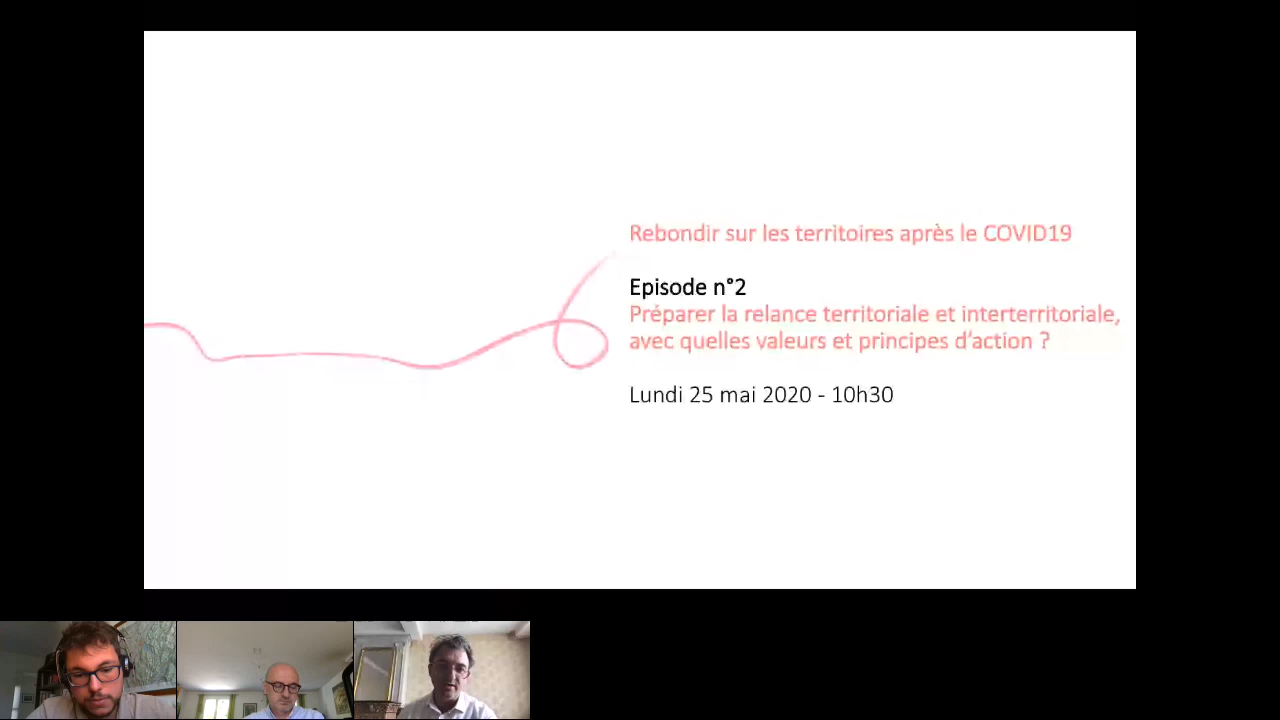 Rebondir sur les territoires après le COVID19
Episode n°2
Préparer la relance territoriale et interterritoriale,
avec quelles valeurs et principes d'action ?
Lundi 25 mai 2020 - 10h30